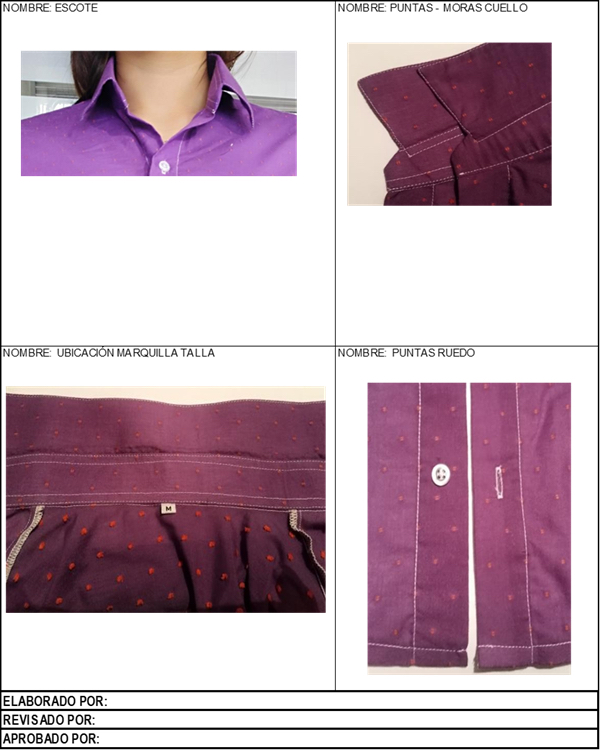 NOMBRE: ESCOTE
NOMBRE: PUNTAS - MORAS CUELLO
NOMBRE: UBICACIÓN MARQUILLA TALLA
NOMBRE: PUNTAS RUEDO
M
ELABORADO POR:
REVISADO POR:
APROBADO POR: